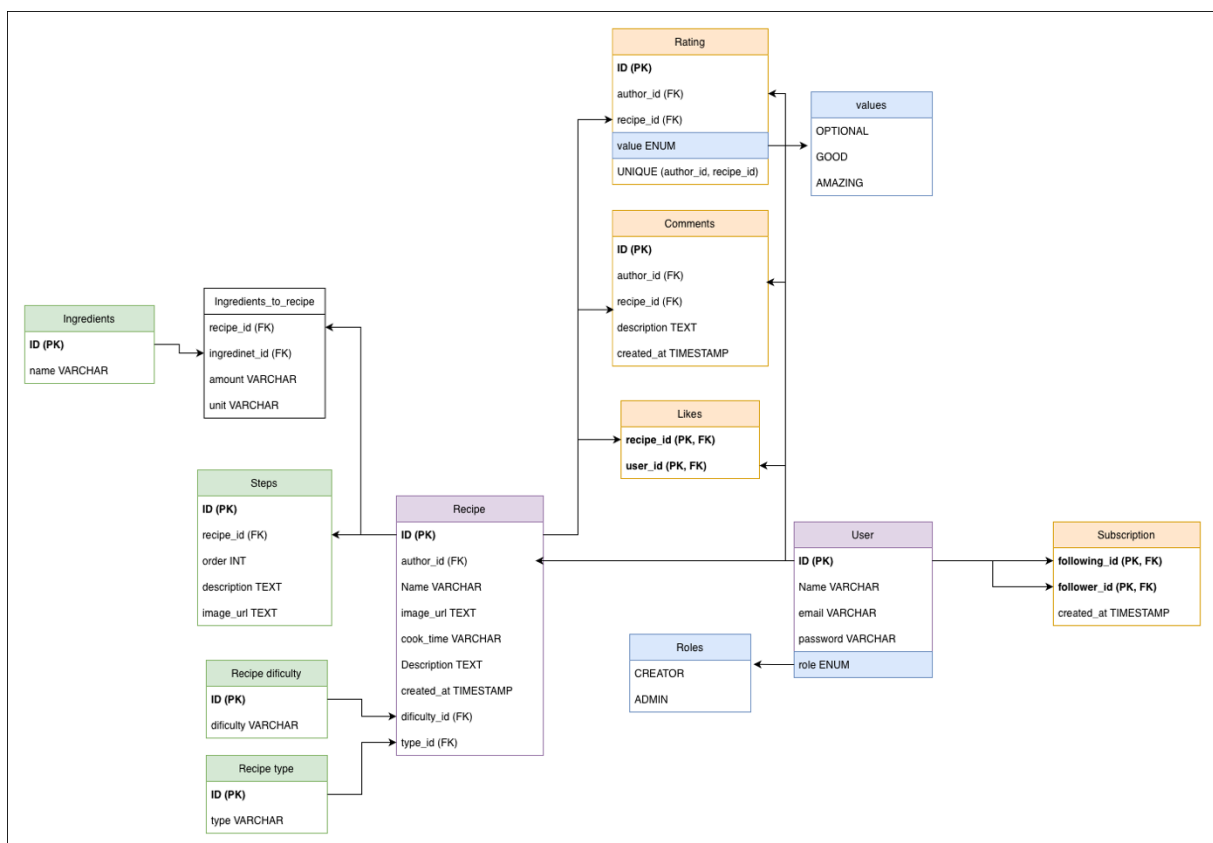 Rating
ID (PK)
author_id (FK)
recipe_id (FK)
value ENUM
UNIQUE (author_id, recipe_id)
values
OPTIONAL
GOOD
AMAZING
Comments
ID (PK)
author_id (FK)
recipe_id (FK)
description TEXT
created_at TIMESTAMP
Ingredients
ID (PK)
name VARCHAR
Ingredients_to_recipe
recipe_id (FK)
ingredinet_id (FK)
amount VARCHAR
unit VARCHAR
Likes
recipe_id (PK, FK)
user_id (PK, FK)
Steps
ID (PK)
recipe_id (FK)
order INT
description TEXT
image_url TEXT
Recipe
ID (PK)
author_id (FK)
Name VARCHAR
image_url TEXT
cook_time VARCHAR
Description TEXT
created_at TIMESTAMP
dificulty_id (FK)
type_id (FK)
User
ID (PK)
Name VARCHAR
email VARCHAR
password VARCHAR
role ENUM
Subscription
following_id (PK, FK)
follower_id (PK, FK)
created_at TIMESTAMP
Roles
CREATOR
ADMIN
Recipe dificulty
ID (PK)
dificulty VARCHAR
Recipe type
ID (PK)
type VARCHAR